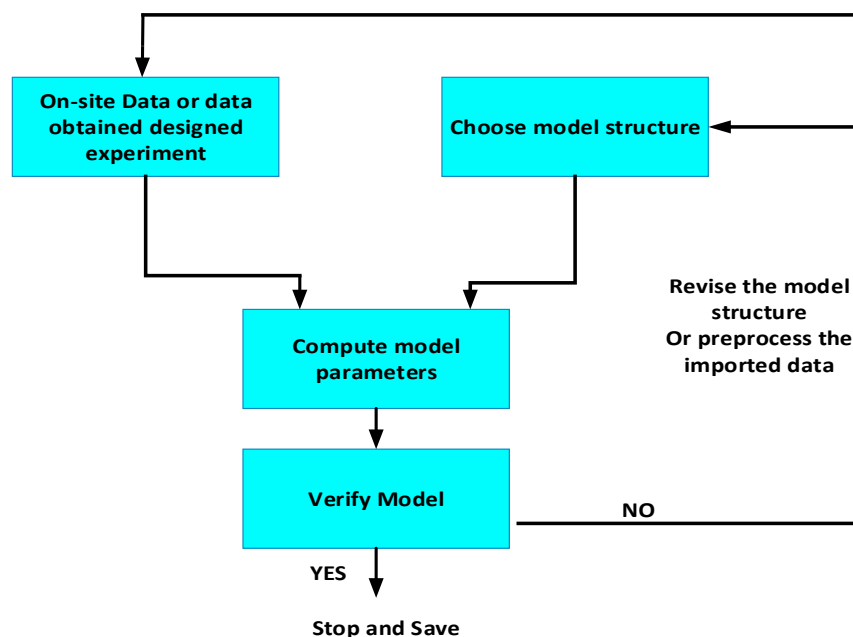 On-site Data or data
obtained designed
experiment
Choose model structure
Revise the model
structure
Or preprocess the
imported data
Compute model
parameters
Verify Model
NO
YES
Stop and Save